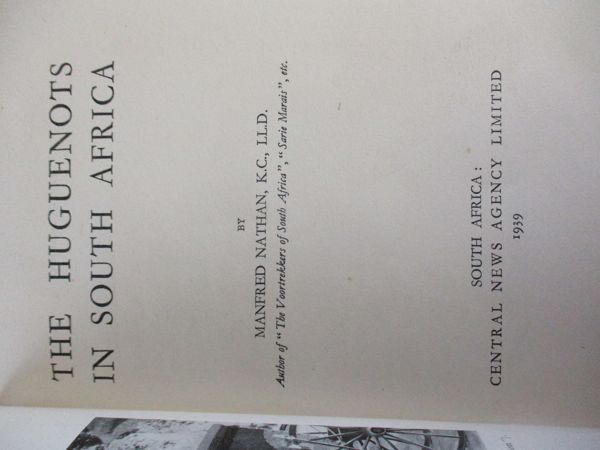 THE HUGUENOTS
IN SOUTH AFRICA
BY
MANFRED NATHAN, K.C., LL.D.
Author of "The Voortrekkers of South Africa", "Sarie Marais", etc.
SOUTH AFRICA:
CENTRAL NEWS AGENCY LIMITED
1939